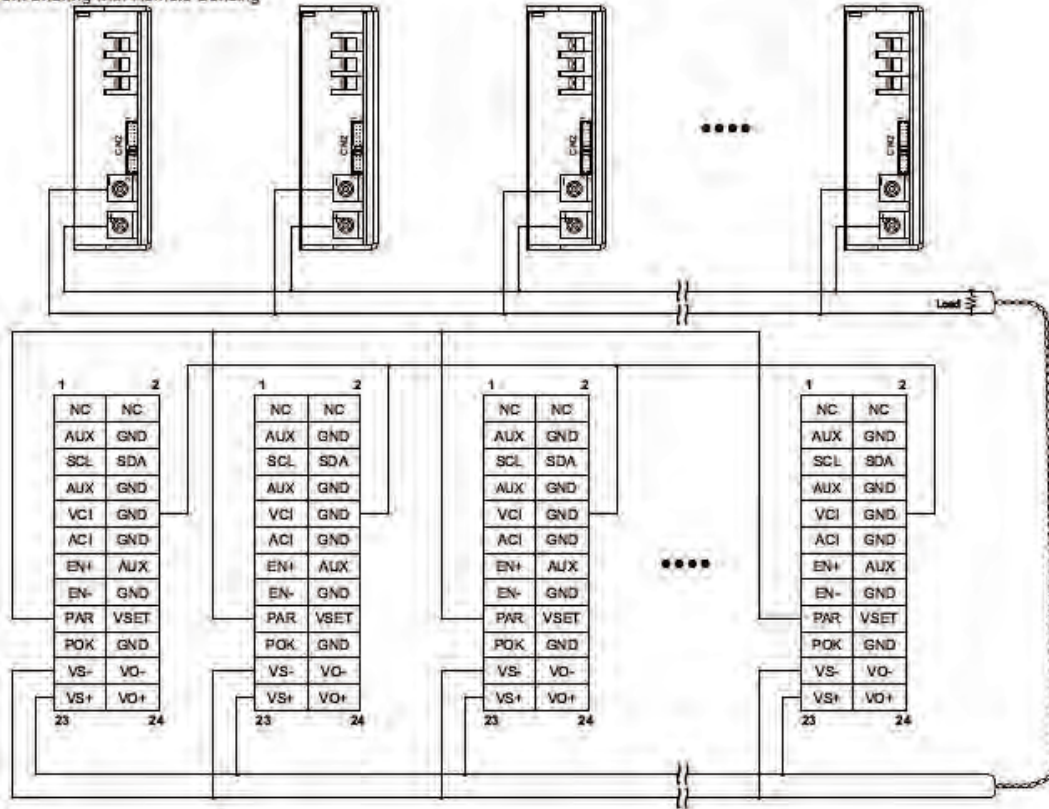 with Remote Sensing
CN2 CN2 CN2 CN2
Load
1 2 1 2 1 2 1 2
NC NC NC NC NC NC NC NC
AUX GND AUX GND AUX GND AUX GND
SCL SDA SCL SDA SCL SDA SCL SDA
AUX GND AUX GND AUX GND AUX GND
VCI GND VCI GND VCI GND VCI GND
ACI GND ACI GND ACI GND ACI GND
EN+ AUX EN+ AUX EN+ AUX EN+ AUX
EN- GND EN- GND EN- GND EN- GND
PAR VSET PAR VSET PAR VSET PAR VSET
POK GND POK GND POK GND POK GND
VS- VO- VS- VO- VS- VO- VS- VO-
VS+ VO+ VS+ VO+ VS+ VO+ VS+ VO+
23 24 23 24 23 24 23 24